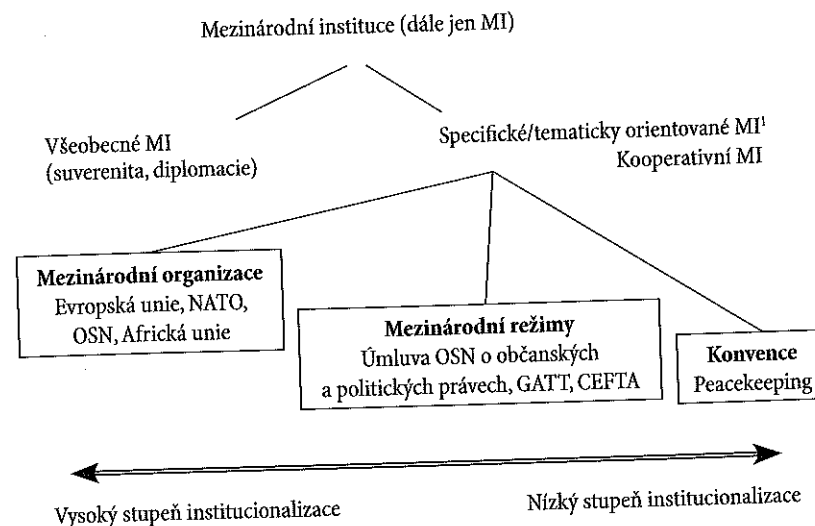 Mezinárodní instituce (dále jen MI)
Všeobecné MI
(suverenita, diplomacie)
Specifické/tematicky orientované MI¹
Kooperativní MI
Mezinárodní organizace
Evropská unie, NATO,
OSN, Africká unie
Mezinárodní režimy
Úmluva OSN o občanských
a politických právech, GATT, CEFTA
Konvence
Peacekeeping
Vysoký stupeň institucionalizace
Nízký stupeň institucionalizace